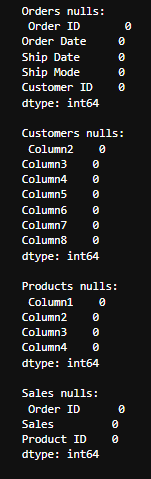 Orders nulls:
 Order ID       0
Order Date     0
Ship Date      0
Ship Mode      0
Customer ID    0
dtype: int64

Customers nulls:
 Column2    0
Column3    0
Column4    0
Column5    0
Column6    0
Column7    0
Column8    0
dtype: int64

Products nulls:
 Column1    0
Column2    0
Column3    0
Column4    0
dtype: int64

Sales nulls:
 Order ID      0
Sales         0
Product ID    0
dtype: int64